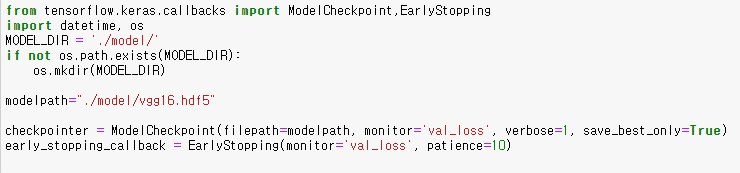 from tensorflow.keras.callbacks import ModelCheckpoint,EarlyStopping
import datetime, os
MODEL_DIR = './model/'
if not os.path.exists(MODEL_DIR):
    os.mkdir(MODEL_DIR)
modelpath="./model/vgg16.hdf5"
checkpointer = ModelCheckpoint(filepath=modelpath, monitor='val_loss', verbose=1, save_best_only=True)
early_stopping_callback = EarlyStopping(monitor='val_loss', patience=10)